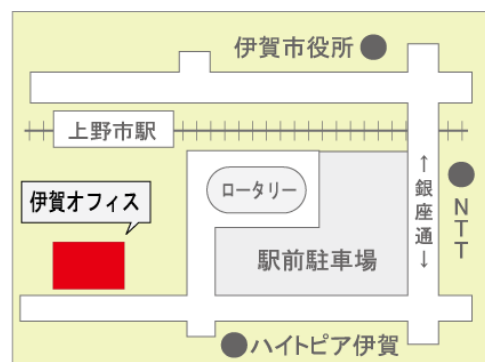 伊賀市役所
上野市駅
ロータリー
伊賀オフィス
駅前駐車場
←銀座通→
NTT
ハイトピア伊賀